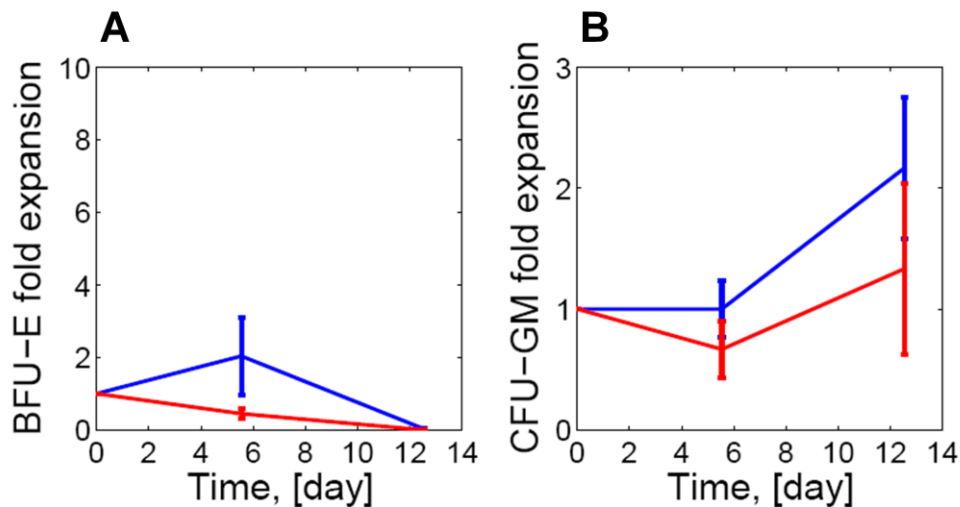 A
BFU-E fold expansion
10
8
6
4
2
0
0 2 4 6 8 10 12 14
Time, [day]
B
CFU-GM fold expansion
3
2
1
0
0 2 4 6 8 10 12 14
Time, [day]